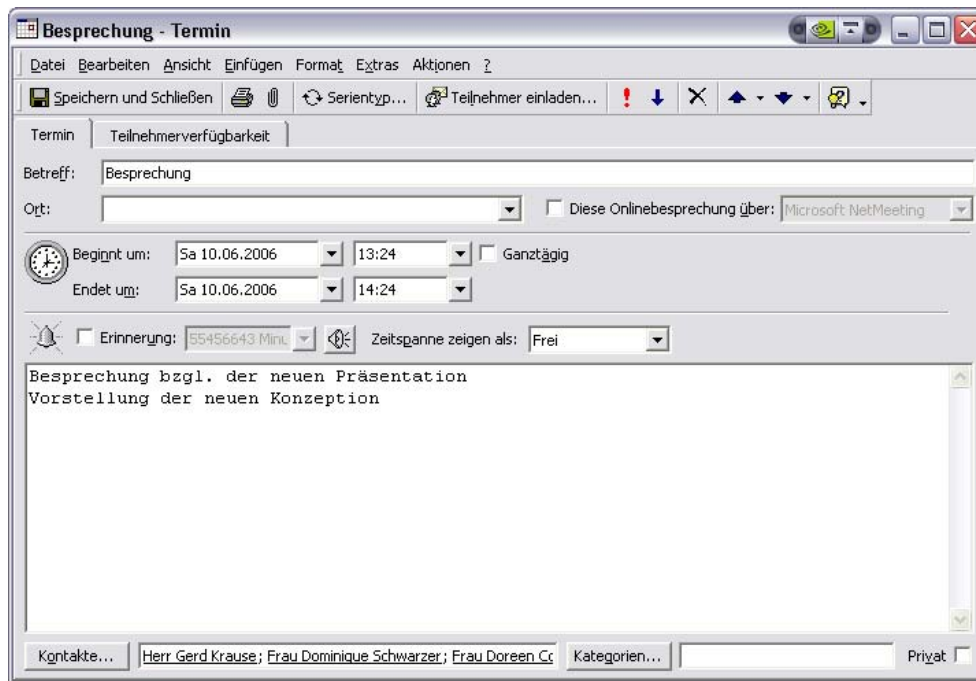 Besprechung - Termin
Datei Bearbeiten Ansicht Einfügen Format Extras Aktionen ?
Speichern und Schließen Serientyp... Teilnehmer einladen...
Termin Teilnehmerverfügbarkeit
Betreff: Besprechung
Ort: Diese Onlinebesprechung über: Microsoft NetMeeting
Beginnt um: Sa 10.06.2006 13:24 Ganztägig
Endet um: Sa 10.06.2006 14:24
Erinnerung: 55456643 Zeitspanne zeigen als: Frei
Besprechung bzgl. der neuen Präsentation
Vorstellung der neuen Konzeption
Kontakte... Herr Gerd Krause; Frau Dominique Schwarzer; Frau Doreen Kategorien... Privat